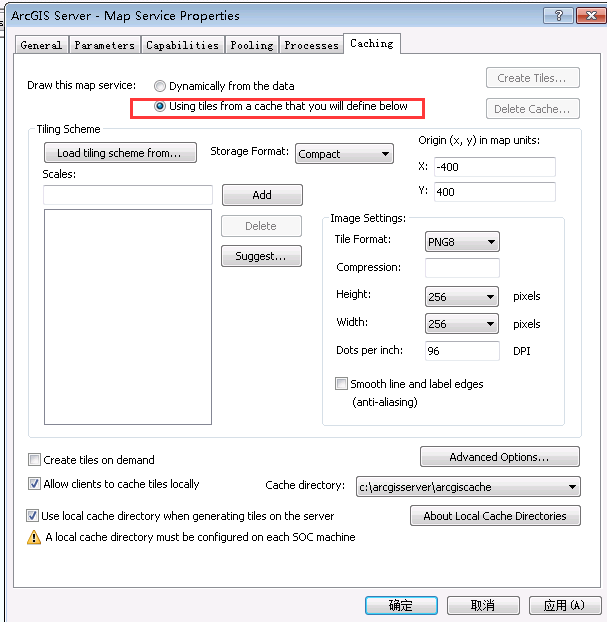 ArcGIS Server - Map Service Properties
General Parameters Capabilities Pooling Processes Caching
Draw this map service:
Dynamically from the data
Create Tiles...
Using tiles from a cache that you will define below
Delete Cache...
Tiling Scheme
Load tiling scheme from...
Storage Format: Compact
Origin (x, y) in map units:
X: -400
Y: 400
Scales:
Add
Delete
Suggest...
Image Settings:
Tile Format: PNG8
Compression:
Height: 256 pixels
Width: 256 pixels
Dots per inch: 96 DPI
Smooth line and label edges
(anti-aliasing)
Create tiles on demand
Advanced Options...
Allow clients to cache tiles locally
Cache directory: c:\arcgisserver\arcgiscache
Use local cache directory when generating tiles on the server
About Local Cache Directories
A local cache directory must be configured on each SOC machine
确定 取消 应用(A)